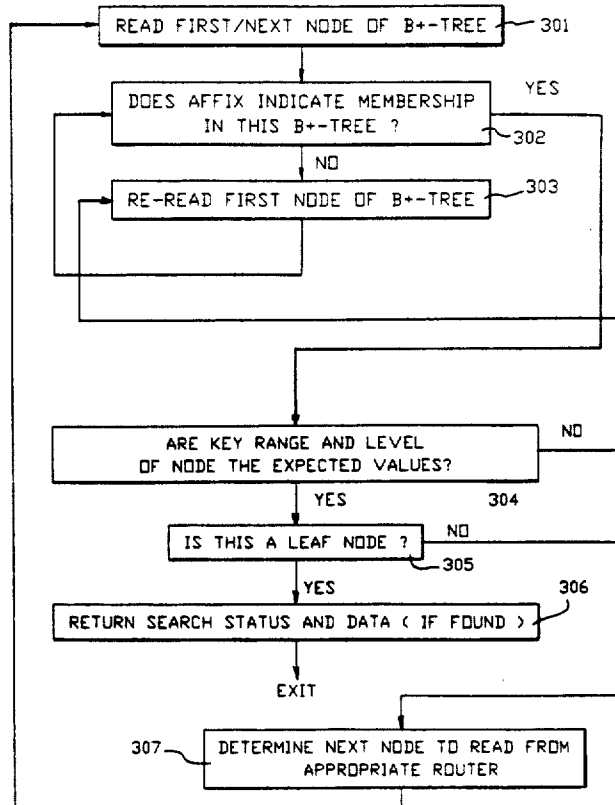 READ FIRST/NEXT NODE OF B+-TREE
301
DOES AFFIX INDICATE MEMBERSHIP
IN THIS B+-TREE ?
302
YES
NO
RE-READ FIRST NODE OF B+-TREE
303
ARE KEY RANGE AND LEVEL
OF NODE THE EXPECTED VALUES?
304
NO
YES
IS THIS A LEAF NODE ?
305
NO
YES
RETURN SEARCH STATUS AND DATA ( IF FOUND )
306
EXIT
307
DETERMINE NEXT NODE TO READ FROM
APPROPRIATE ROUTER